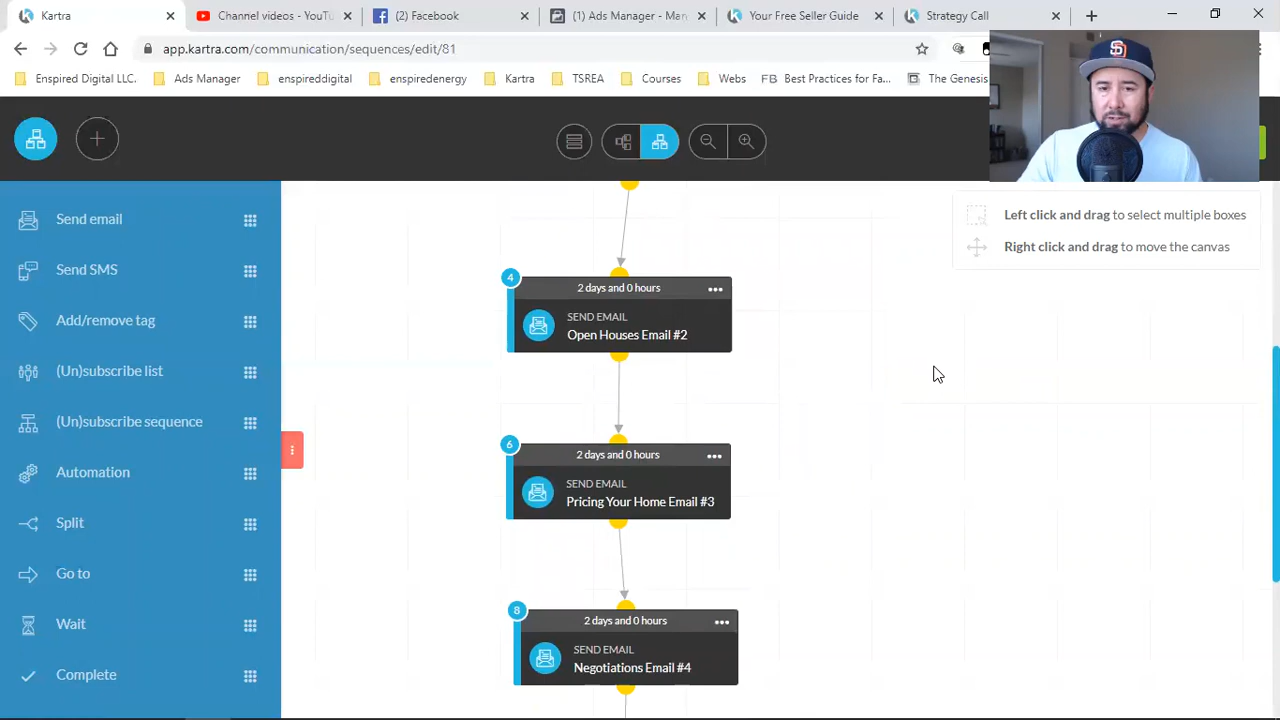 Kartra
Channel videos - YouTu
(2) Facebook
(1) Ads Manager - Man
Your Free Seller Guide
Strategy Call
app.kartra.com/communication/sequences/edit/81
Enspired Digital LLC.
Ads Manager
enspreddigital
enspiredenergy
Kartra
TSREA
Courses
Webs
FB Best Practices for Fa...
The Genesis
Send email
Send SMS
Add/remove tag
(Un)subscribe list
(Un)subscribe sequence
Automation
Split
Go to
Wait
Complete
Left click and drag to select multiple boxes
Right click and drag to move the canvas
4
2 days and 0 hours
SEND EMAIL
Open Houses Email #2
6
2 days and 0 hours
SEND EMAIL
Pricing Your Home Email #3
8
2 days and 0 hours
SEND EMAIL
Negotiations Email #4